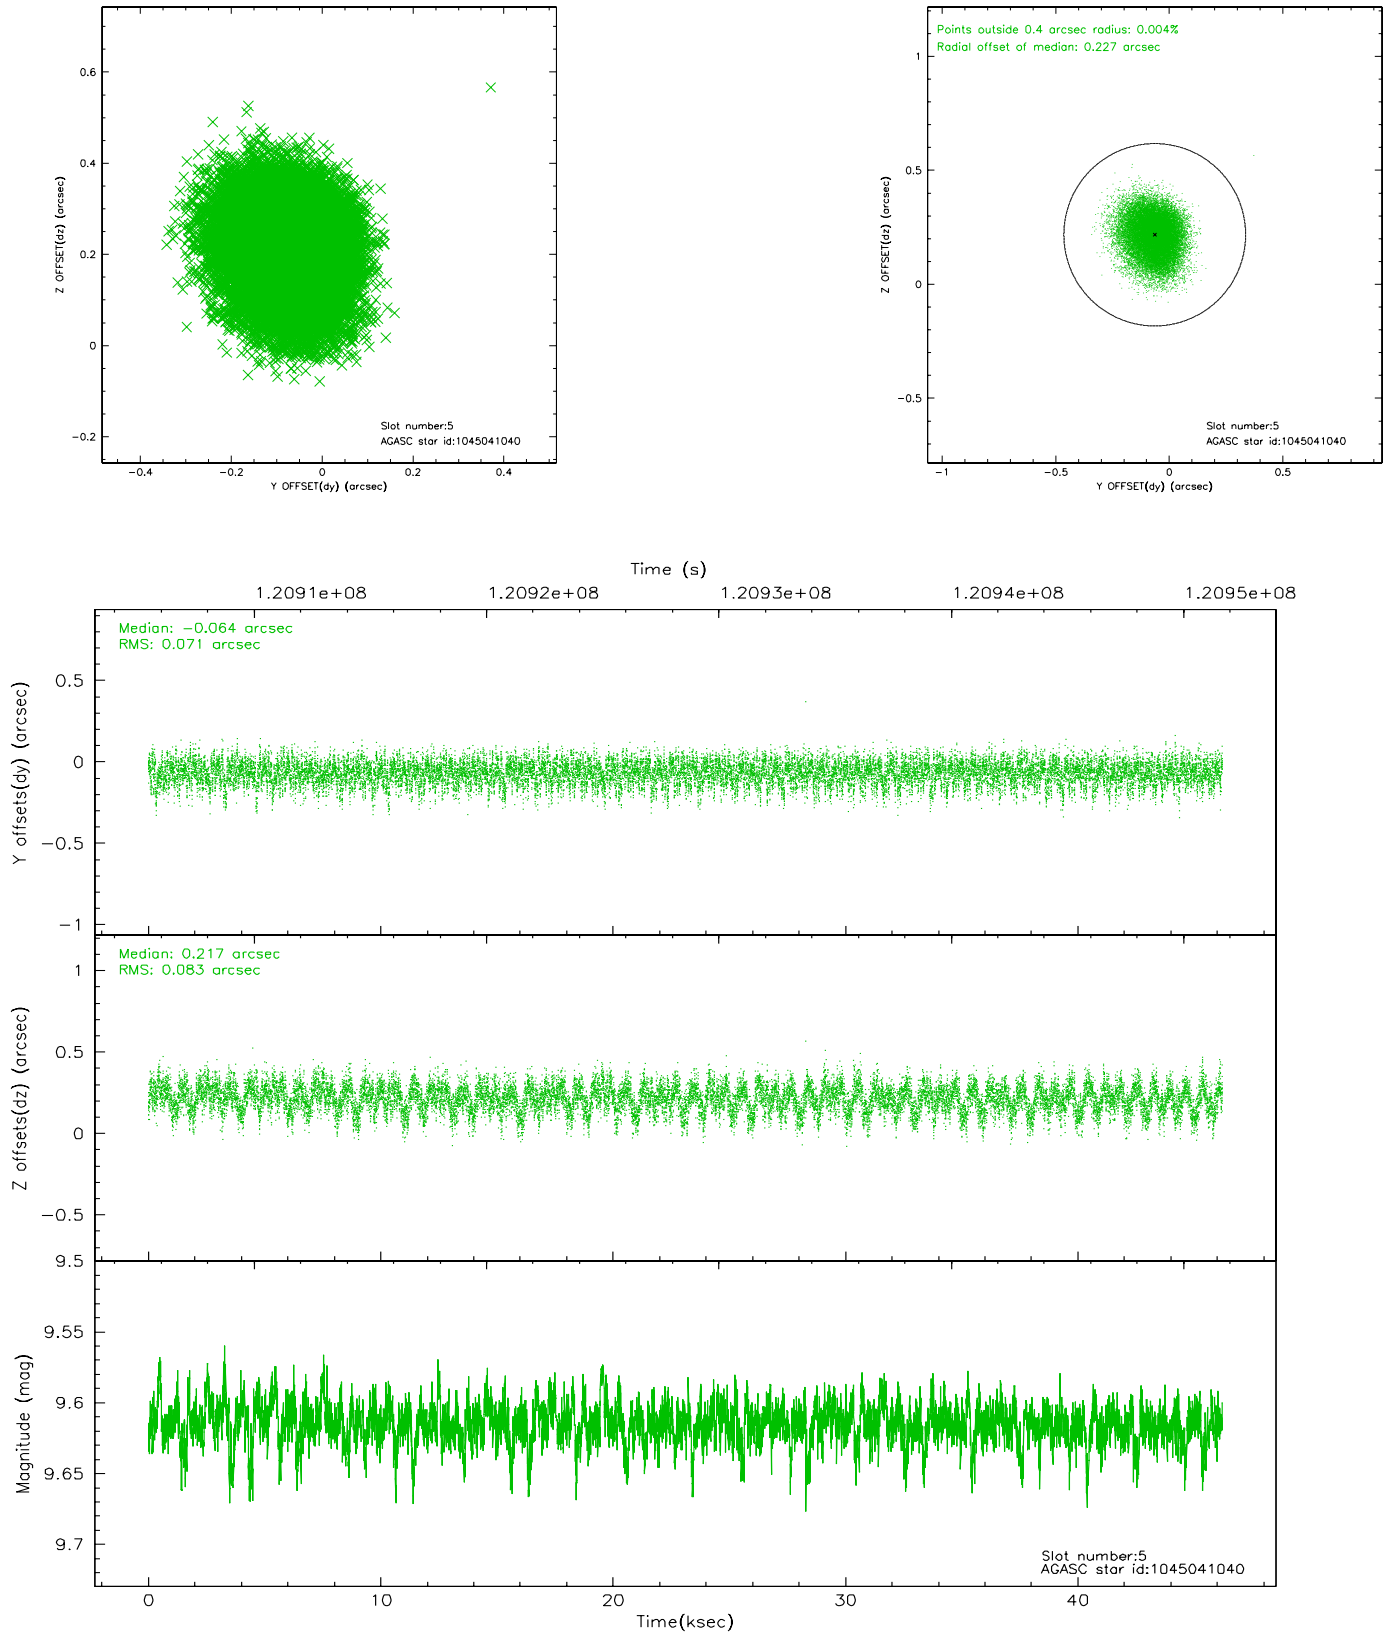 0.6
0.4
0.2
0
−0.2
Z OFFSET(dz) (arcsec)
Slot number:5
AGASC star id:1045041040
−0.4 −0.2 0 0.2 0.4
Y OFFSET(dy) (arcsec)
Points outside 0.4 arcsec radius: 0.004%
Radial offset of median: 0.227 arcsec
1
0.5
0
−0.5
Z OFFSET(dz) (arcsec)
Slot number:5
AGASC star id:1045041040
−1 −0.5 0 0.5
Y OFFSET(dy) (arcsec)
Time (s)
1.2091e+08 1.2092e+08 1.2093e+08 1.2094e+08 1.2095e+08
Median: −0.064 arcsec
RMS: 0.071 arcsec
0.5
0
−0.5
−1
Y offsets(dy) (arcsec)
Median: 0.217 arcsec
RMS: 0.083 arcsec
1
0.5
0
−0.5
Z offsets(dz) (arcsec)
9.5
9.55
9.6
9.65
9.7
Magnitude (mag)
Slot number:5
AGASC star id:1045041040
0 10 20 30 40
Time(ksec)